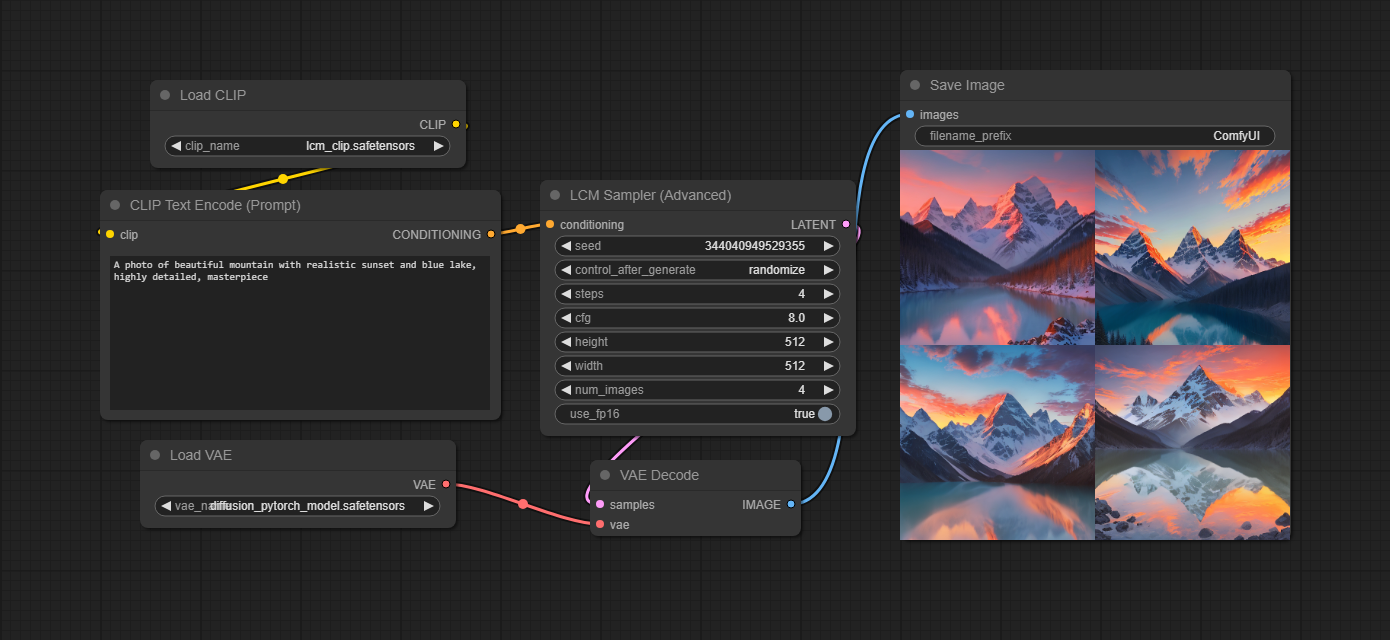 Load CLIP
CLIP
clip_name lcm_clip.safetensors
CLIP Text Encode (Prompt)
clip CONDITIONING
A photo of beautiful mountain with realistic sunset and blue lake,
highly detailed, masterpiece
Load VAE
VAE
diffusion_pytorch_model.safetensors
LCM Sampler (Advanced)
conditioning LATENT
seed 344040949529355
control_after_generate randomize
steps 4
cfg 8.0
height 512
width 512
num_images 4
use_fp16 true
VAE Decode
samples IMAGE
vae
Save Image
images
filename_prefix ComfyUI